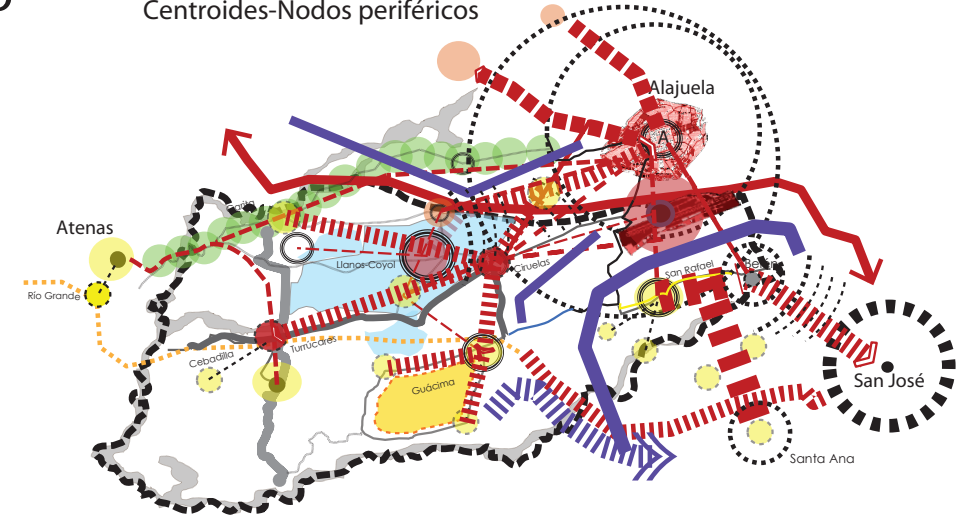 Centroides-Nodos periféricos
Alajuela
A
Atenas
Llanos-Coyol
Ciruelas
San Rafael
Río Grande
Turrúcares
Cebadilla
Guácima
San José
Santa Ana